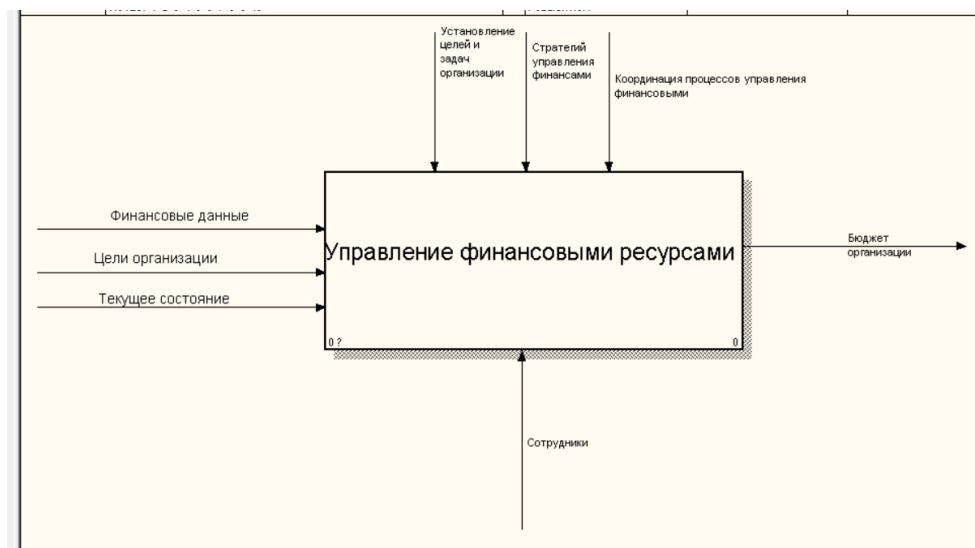 Установление
целей и
задач
организации
Стратегий
управления
финансами
Координация процессов управления
финансовыми
Финансовые данные
Цели организации
Текущее состояние
Управление финансовыми ресурсами
0 ?
0
Бюджет
организации
Сотрудники